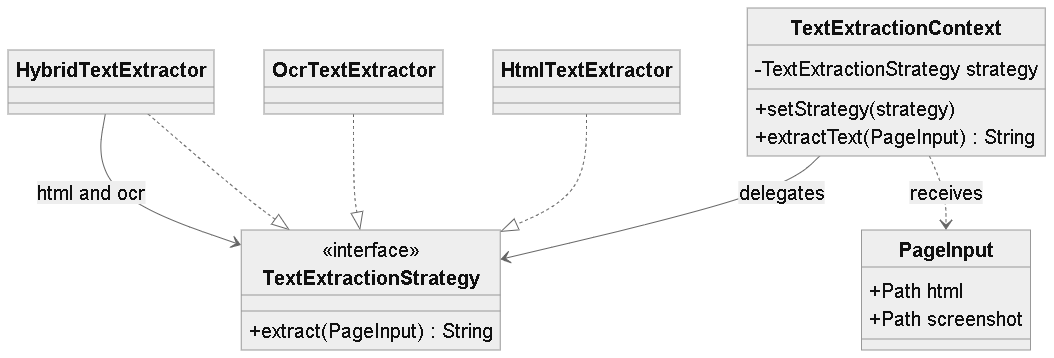 TextExtractionContext
-TextExtractionStrategy strategy
+setStrategy(strategy)
+extractText(PageInput) : String
HybridTextExtractor
OcrTextExtractor
HtmlTextExtractor
html and ocr
delegates
receives
«interface»
TextExtractionStrategy
+extract(PageInput) : String
PageInput
+Path html
+Path screenshot